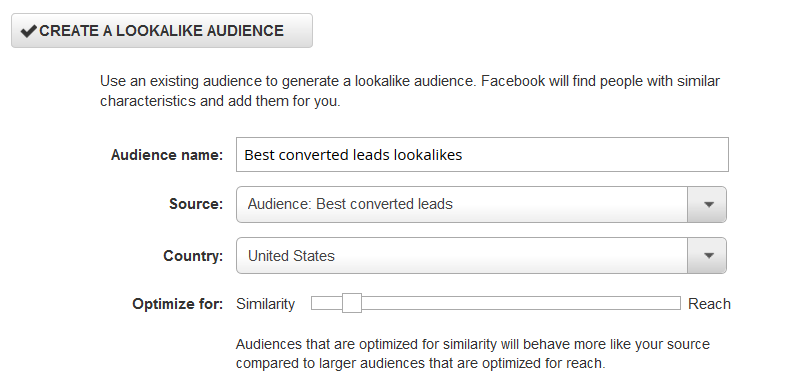 CREATE A LOOKALIKE AUDIENCE
Use an existing audience to generate a lookalike audience. Facebook will find people with similar
characteristics and add them for you.
Audience name: Best converted leads lookalikes
Source: Audience: Best converted leads
Country: United States
Optimize for: Similarity Reach
Audiences that are optimized for similarity will behave more like your source
compared to larger audiences that are optimized for reach.